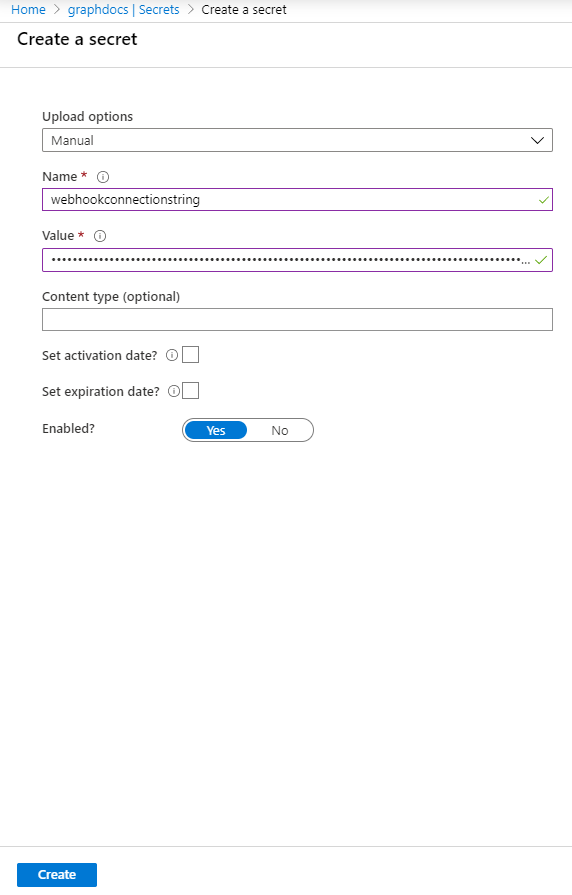 Home > graphdocs | Secrets > Create a secret
Create a secret
Upload options
Manual
Name *
webhookconnectionstring
Value *
••••••••••••••••••••••••••••••••••••••••••••••••••••••••••••••••••••••••••••••••••••••••...
Content type (optional)
Set activation date?
Set expiration date?
Enabled?
Yes No
Create